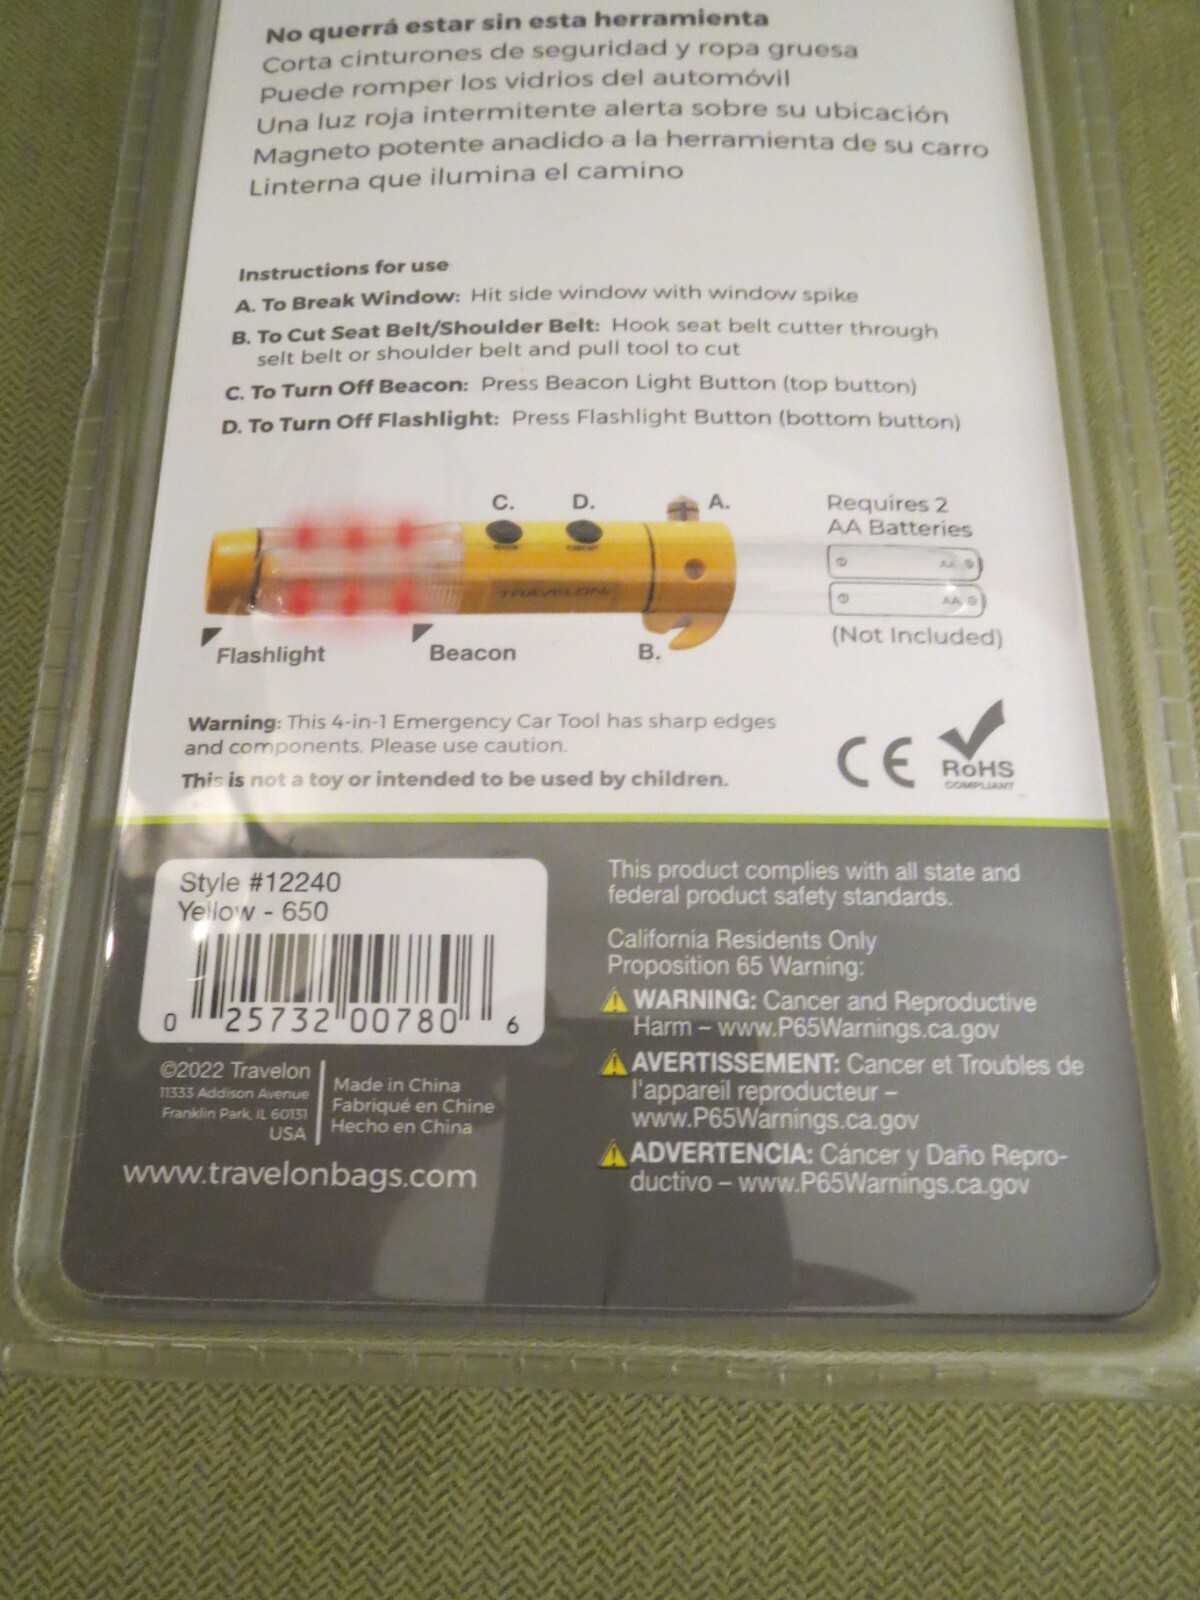 No querrá estar sin esta herramienta
Corta cinturones de seguridad y ropa gruesa
Puede romper los vidrios del automóvil
Una luz roja intermitente alerta sobre su ubicación
Magneto potente anadido a la herramienta de su carro
Linterna que ilumina el camino
Instructions for use
A. To Break Window: Hit side window with window spike
B. To Cut Seat Belt/Shoulder Belt: Hook seat belt cutter through
selt belt or shoulder belt and pull tool to cut
C. To Turn Off Beacon: Press Beacon Light Button (top button)
D. To Turn Off Flashlight: Press Flashlight Button (bottom button)
C. D. A.
Requires 2
AA Batteries
AA
AA
TRAVELON
(Not Included)
Flashlight
Beacon
B.
Warning: This 4-in-1 Emergency Car Tool has sharp edges
and components. Please use caution.
This is not a toy or intended to be used by children.
CE
RoHS
COMPLIANT
Style #12240
Yellow - 650
0 25732 00780 6
©2022 Travelon
11333 Addison Avenue
Franklin Park, IL 60131
USA
Made in China
Fabriqué en Chine
Hecho en China
www.travelonbags.com
This product complies with all state and
federal product safety standards.
California Residents Only
Proposition 65 Warning:
WARNING: Cancer and Reproductive
Harm – www.P65Warnings.ca.gov
AVERTISSEMENT: Cancer et Troubles de
l'appareil reproducteur –
www.P65Warnings.ca.gov
ADVERTENCIA: Cáncer y Daño Repro-
ductivo – www.P65Warnings.ca.gov